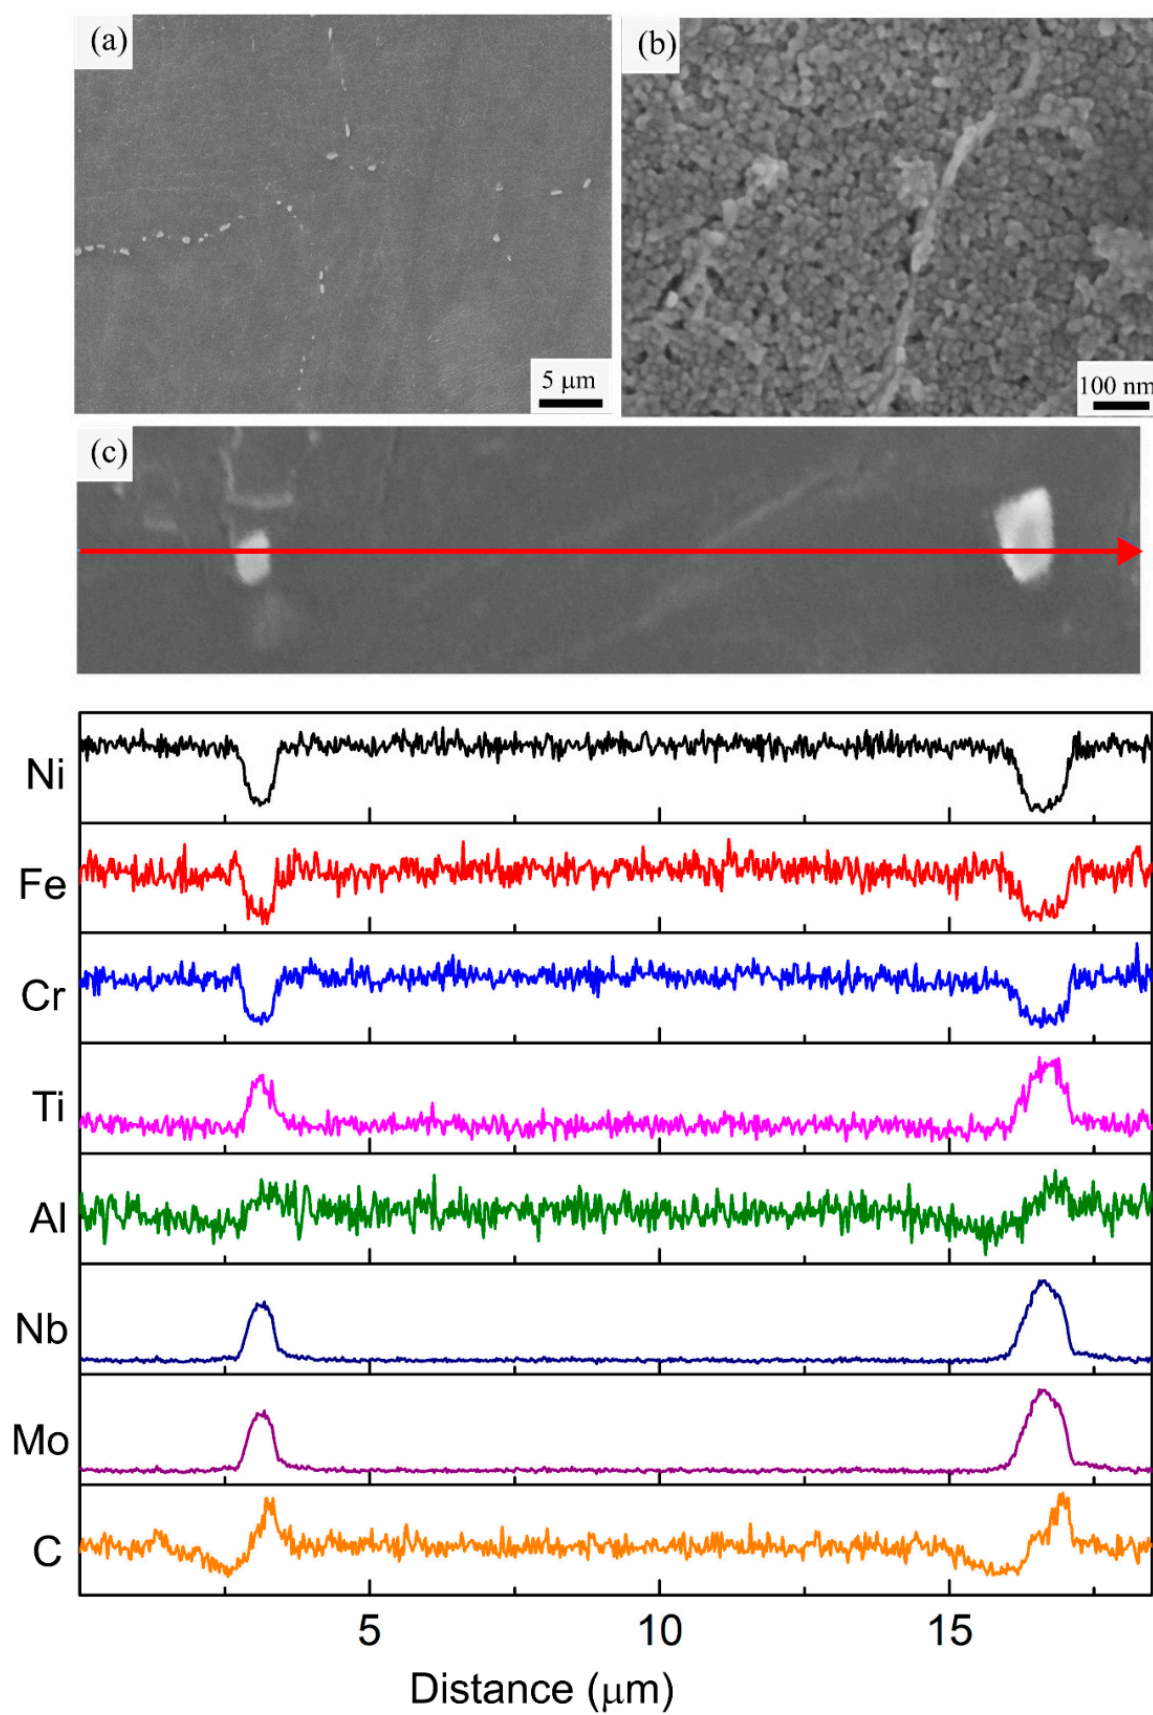 (a)
(b)
5 μm
100 nm
(c)
Ni
Fe
Cr
Ti
Al
Nb
Mo
C
5 10 15
Distance (μm)